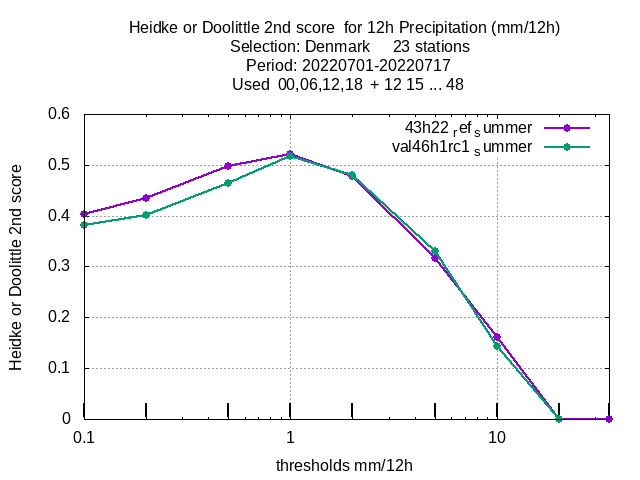 Heidke or Doolittle 2nd score  for 12h Precipitation (mm/12h)
Selection: Denmark     23 stations
Period: 20220701-20220717
Used  00,06,12,18  + 12 15 ... 48
43h22 ref summer
val46h1rc1 summer
Heidke or Doolittle 2nd score
0.6
0.5
0.4
0.3
0.2
0.1
0
0.1 1 10
thresholds mm/12h